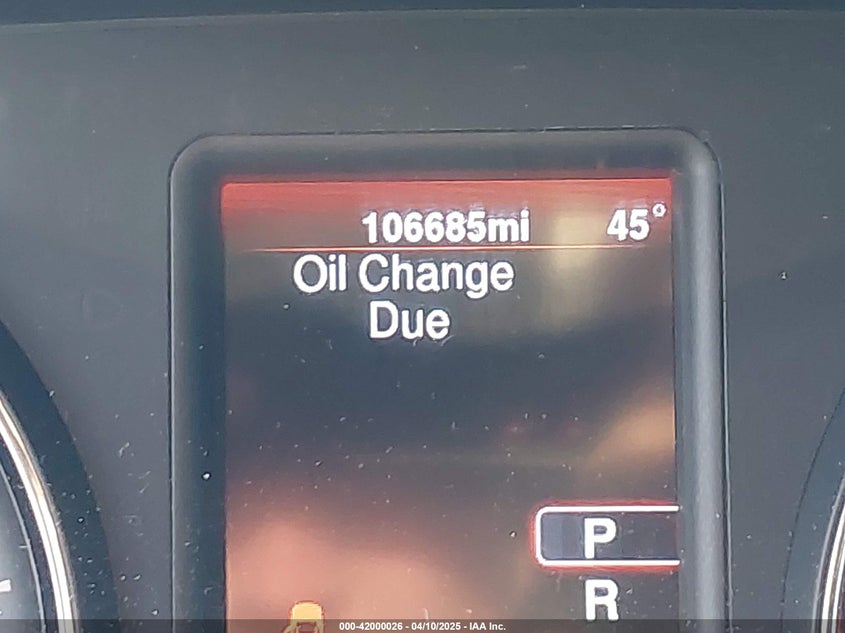 106685mi 45°
Oil Change
Due
P
R
000-42000026 - 04/10/2025 - IAA Inc.